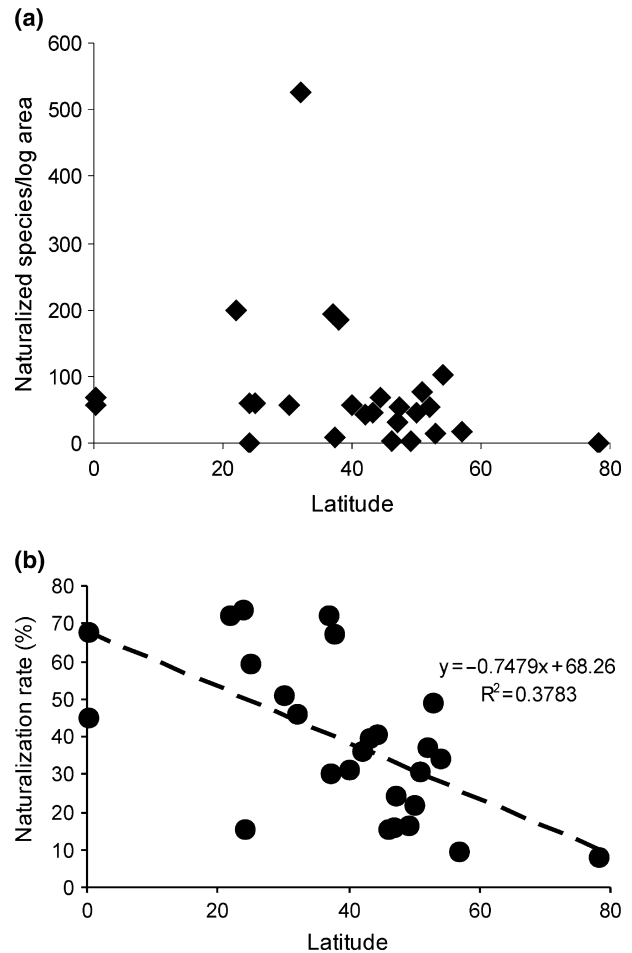 (a)
Naturalized species/log area
600
500
400
300
200
100
0
0 20 40 60 80
Latitude
(b)
Naturalization rate (%)
80
70
60
50
40
30
20
10
0
y=−0.7479x+68.26
R²=0.3783
0 20 40 60 80
Latitude